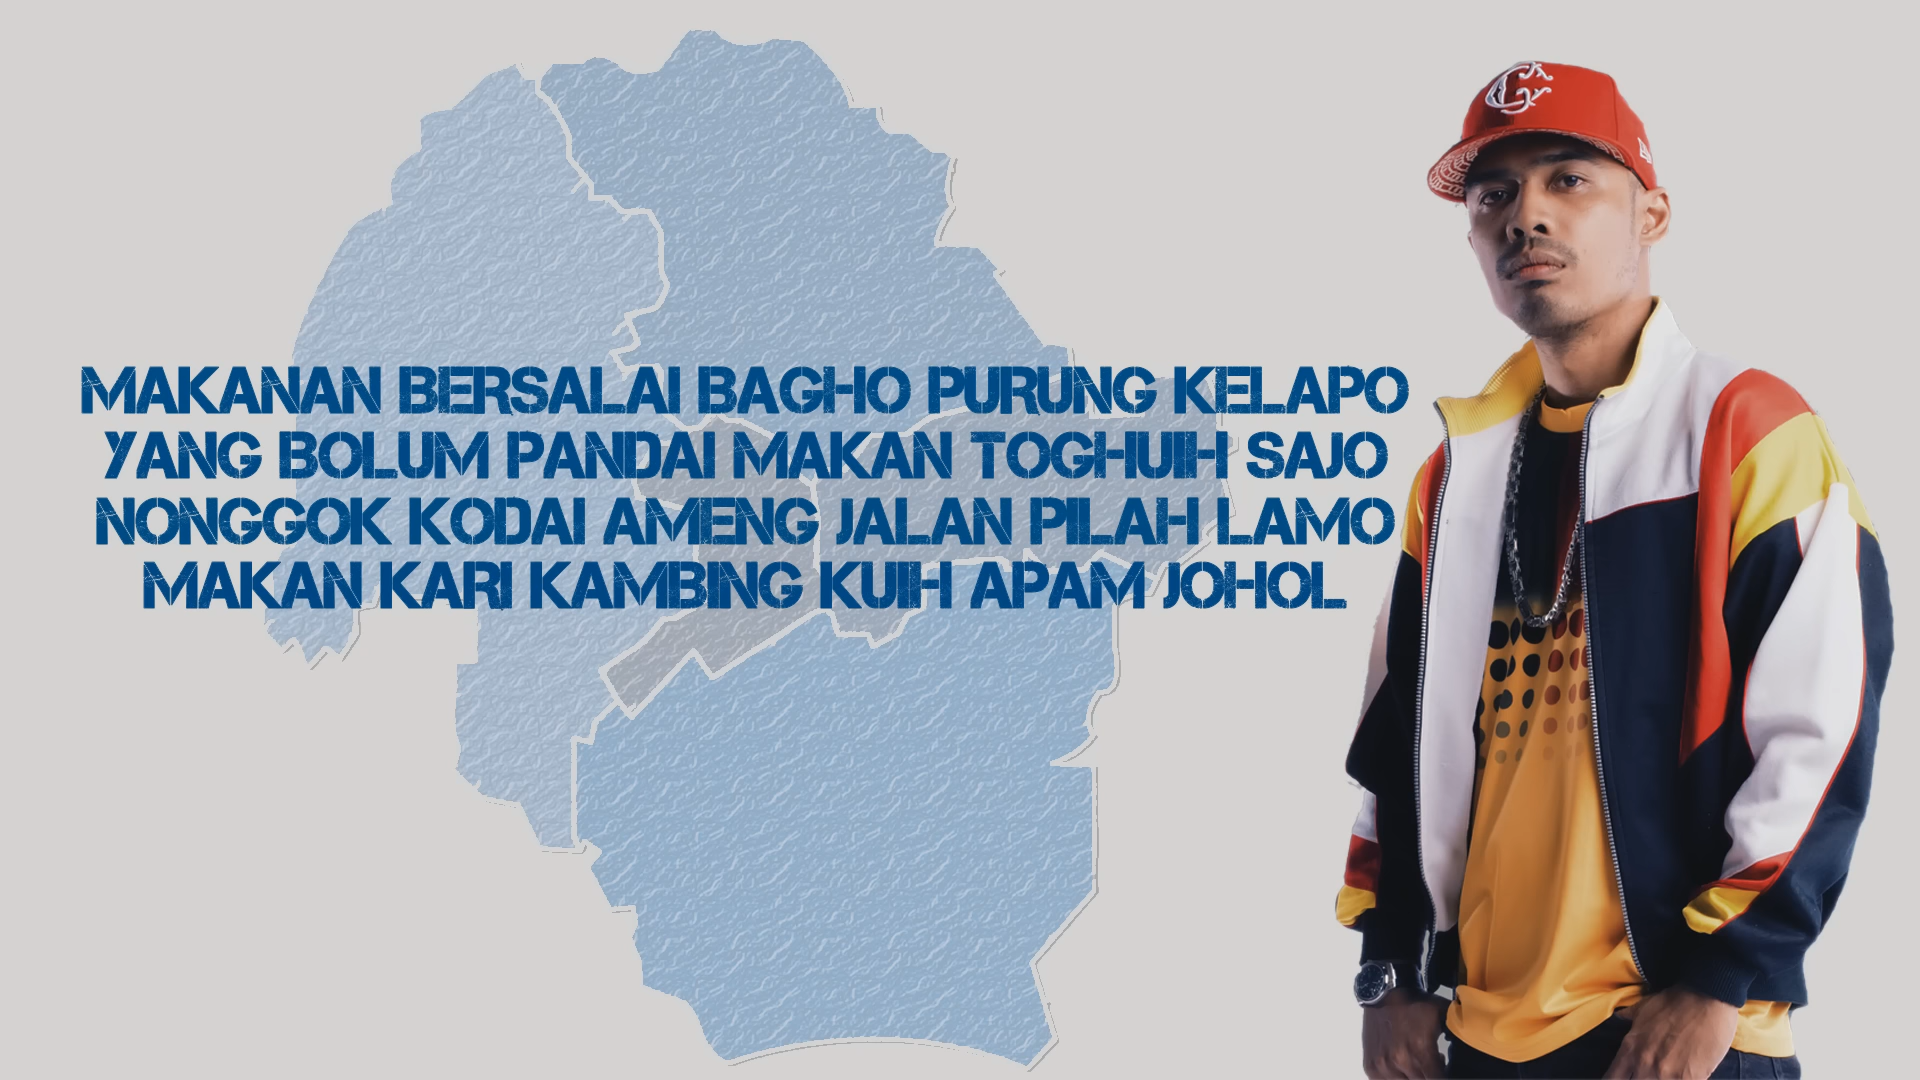 MAKANAN BERSALAI BAGHO PURUNG KELAPO
YANG BOLUM PANDAI MAKAN TOGHUIH SAJO
NONGGOK KODAI AMENG JALAN PILAH LAMO
MAKAN KARI KAMBING KUIH APAM JOHOL